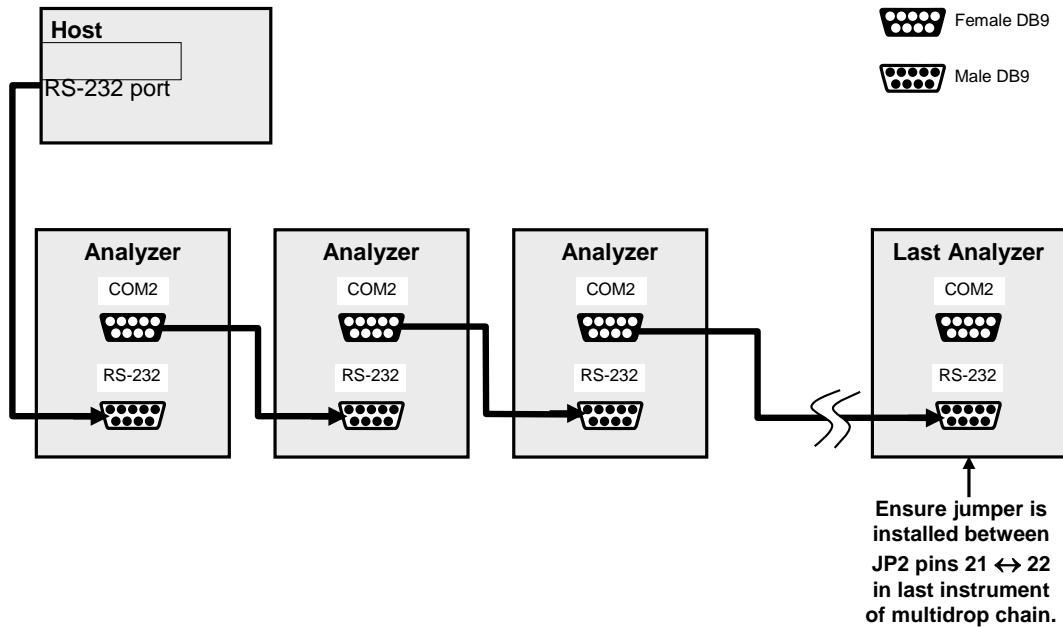 Host
RS-232 port
Female DB9
Male DB9
Analyzer
COM2
RS-232
Analyzer
COM2
RS-232
Analyzer
COM2
RS-232
Last Analyzer
COM2
RS-232
Ensure jumper is
installed between
JP2 pins 21 ↔ 22
in last instrument
of multidrop chain.